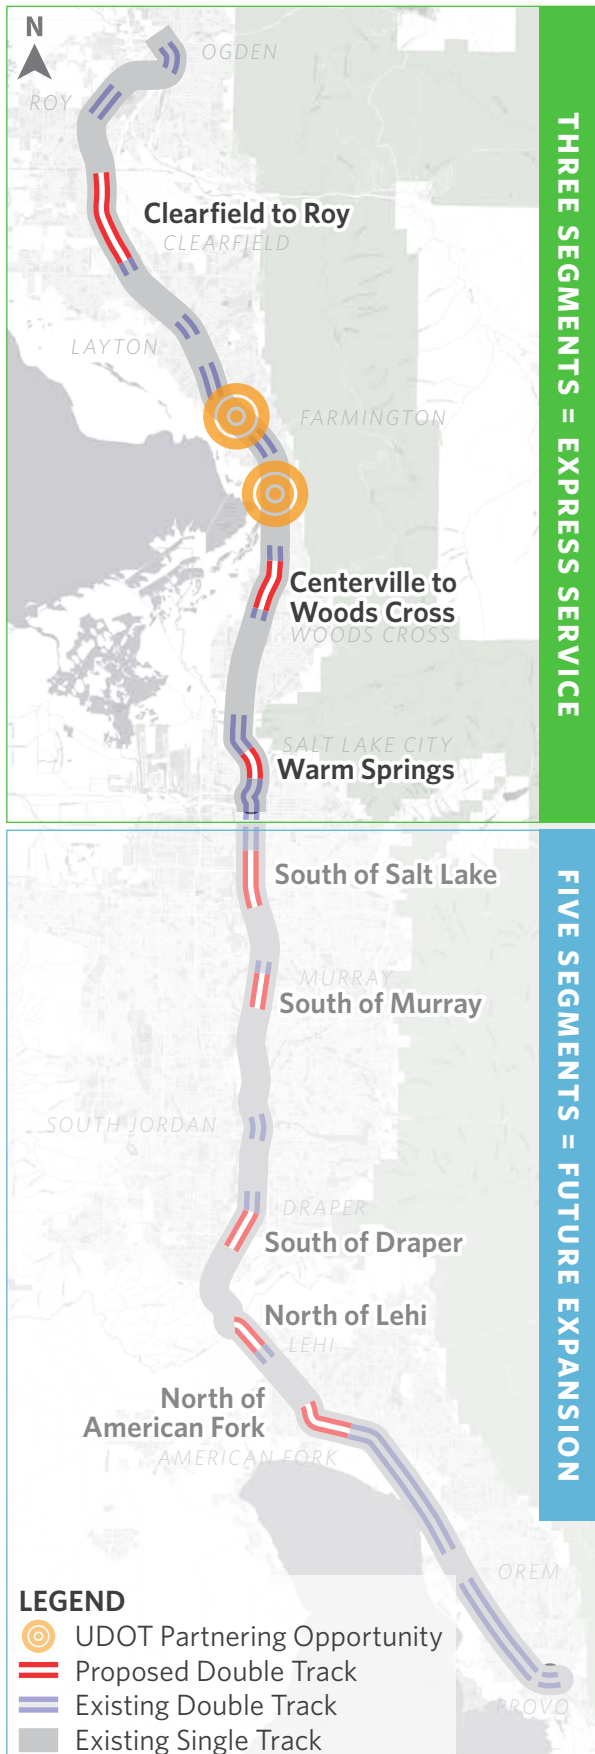 N
OGDEN
ROY
Clearfield to Roy
CLEARFIELD
LAYTON
FARMINGTON
Centerville to
Woods Cross
WOODS CROSS
SALT LAKE CITY
Warm Springs
THREE SEGMENTS = EXPRESS SERVICE
South of Salt Lake
MURRAY
South of Murray
SOUTH JORDAN
DRAPER
South of Draper
North of Lehi
LEHI
North of
American Fork
AMERICAN FORK
OREM
PROVO
FIVE SEGMENTS = FUTURE EXPANSION
LEGEND
UDOT Partnering Opportunity
Proposed Double Track
Existing Double Track
Existing Single Track